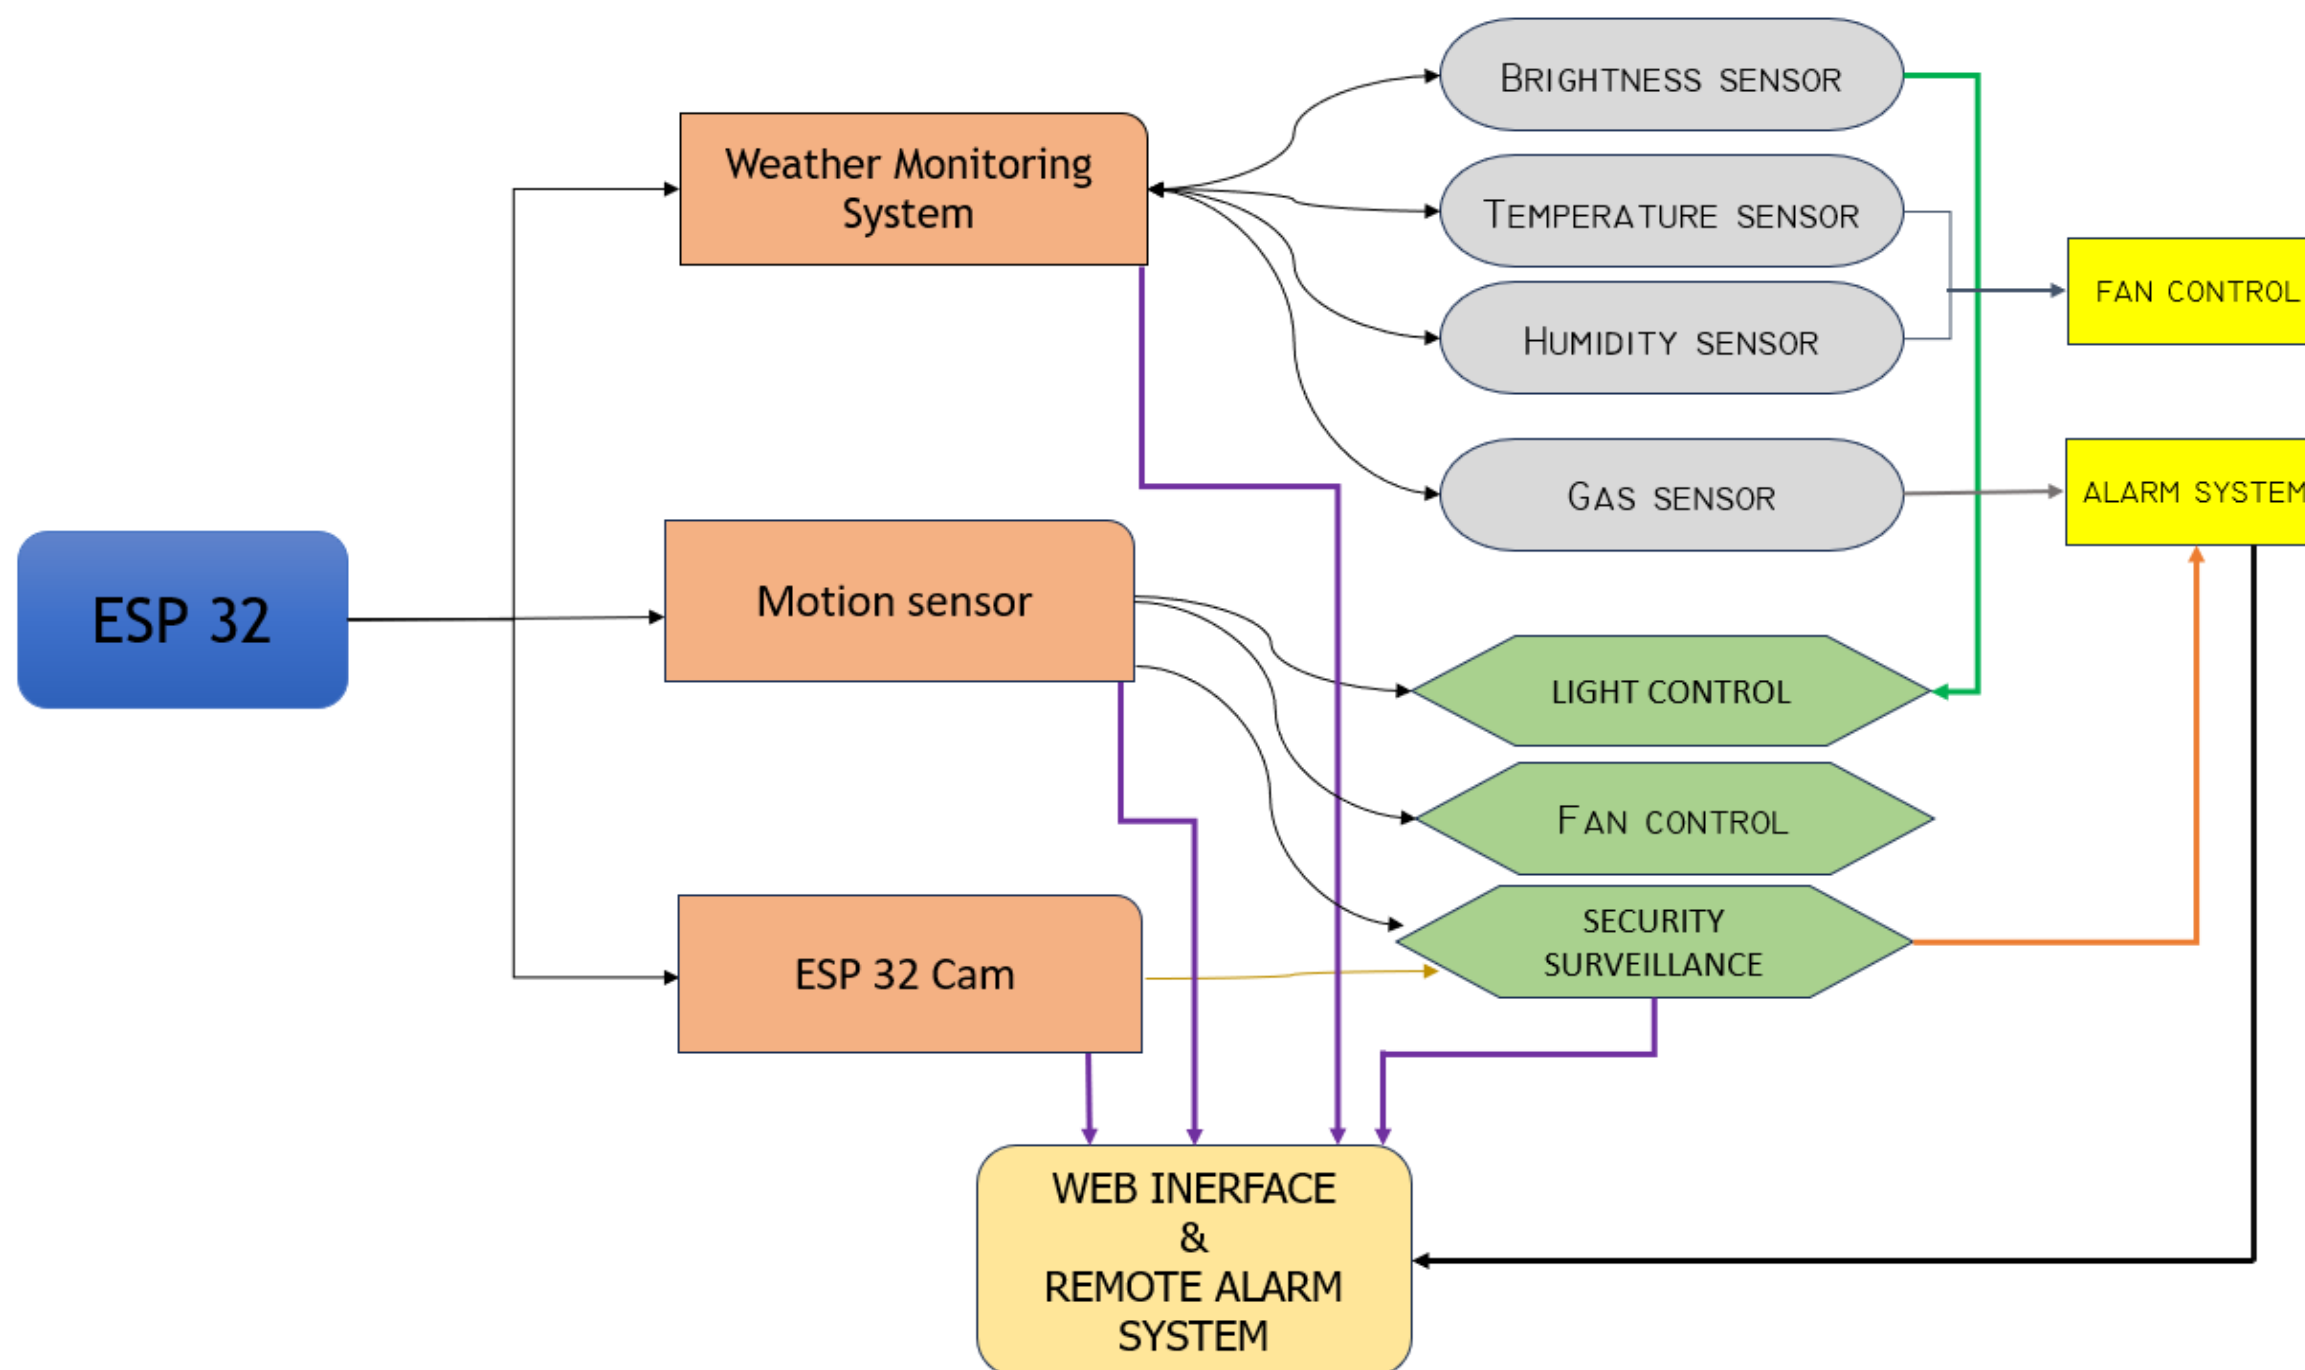 BRIGHTNESS SENSOR
Weather Monitoring
System
TEMPERATURE SENSOR
HUMIDITY SENSOR
FAN CONTROL
GAS SENSOR
ALARM SYSTEM
ESP 32
Motion sensor
LIGHT CONTROL
FAN CONTROL
ESP 32 Cam
SECURITY
SURVEILLANCE
WEB INERFACE
&
REMOTE ALARM
SYSTEM